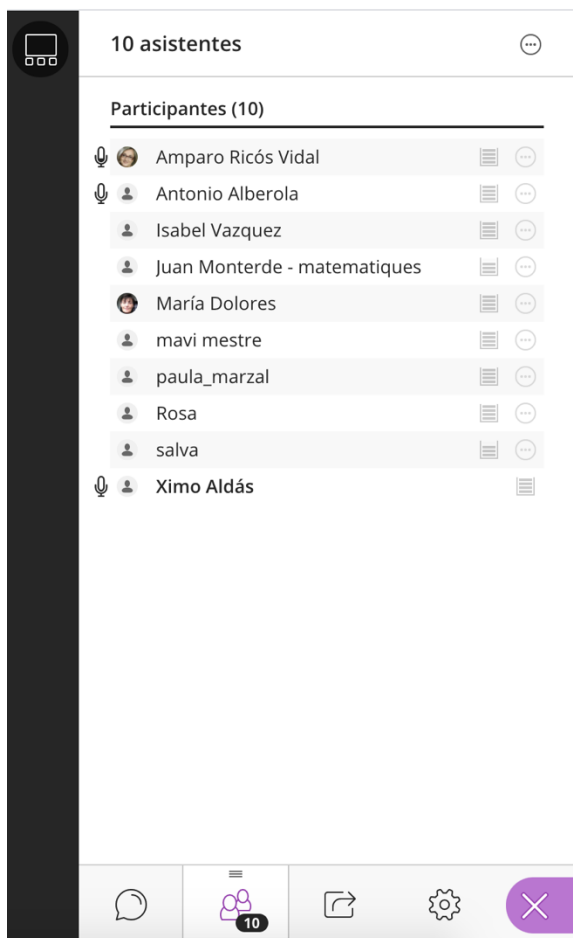 10 asistentes
Participantes (10)
Amparo Ricós Vidal
Antonio Alberola
Isabel Vazquez
Juan Monterde - matematiques
María Dolores
mavi mestre
paula_marzal
Rosa
salva
Ximo Aldás
10